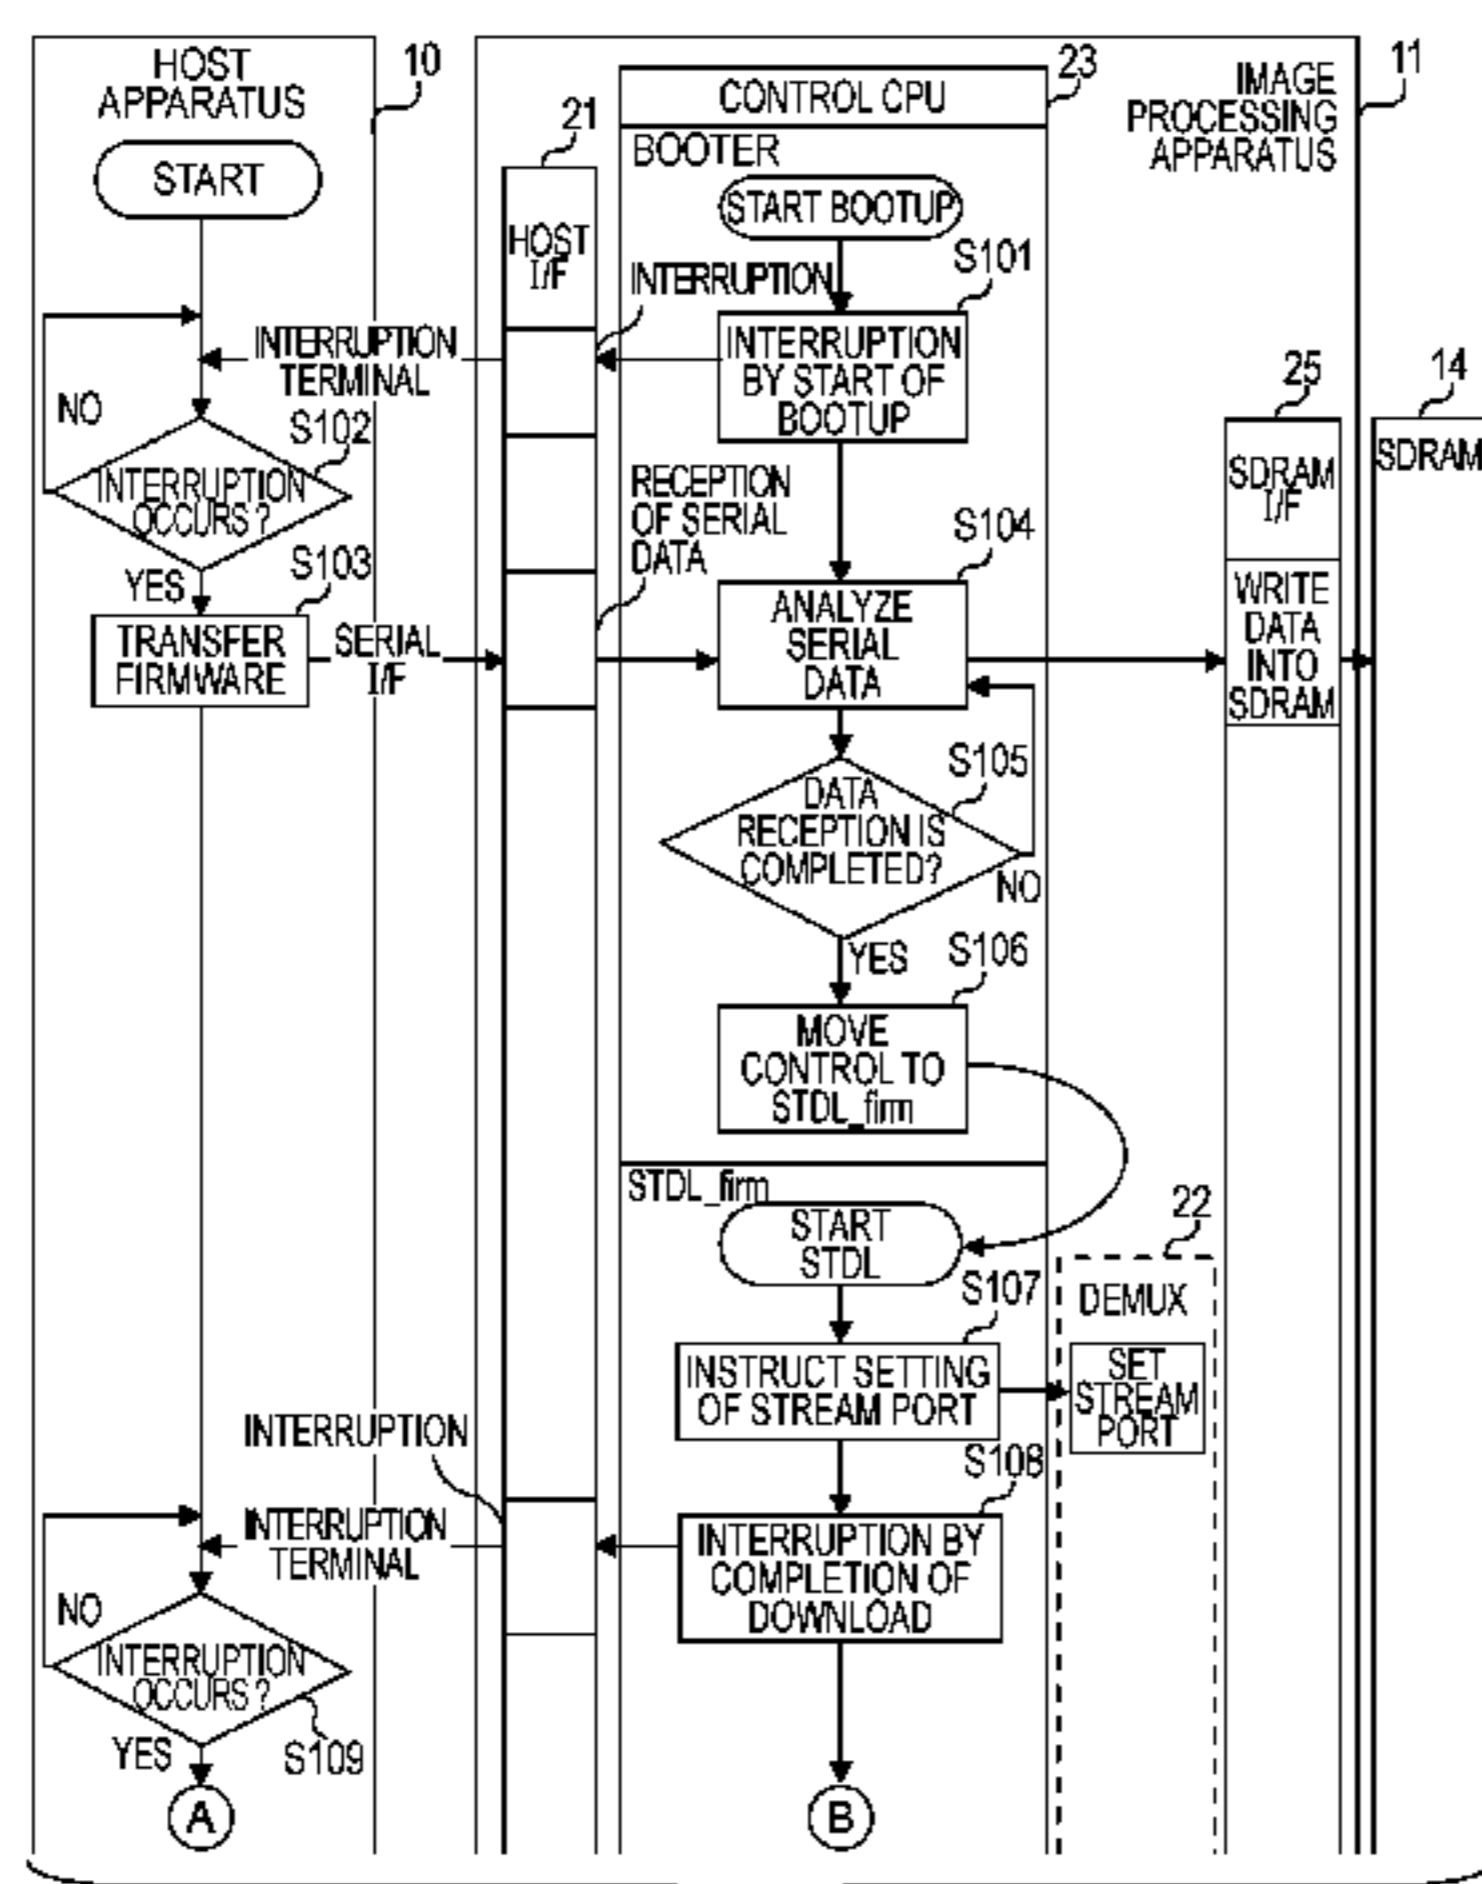 HOST
APPARATUS
10
START
21
HOST
I/F
CONTROL CPU
23
IMAGE
PROCESSING
APPARATUS
11
BOOTER
START BOOTUP
S101
INTERRUPTION
INTERRUPTION
BY START OF
BOOTUP
INTERRUPTION
TERMINAL
NO
S102
INTERRUPTION
OCCURS?
YES
S103
TRANSFER
FIRMWARE
SERIAL
I/F
RECEPTION
OF SERIAL
DATA
S104
ANALYZE
SERIAL
DATA
25
SDRAM
I/F
WRITE
DATA
INTO
SDRAM
14
SDRAM
S105
DATA
RECEPTION IS
COMPLETED?
NO
YES
S106
MOVE
CONTROL TO
STDL_firm
STDL_firm
START
STDL
22
DEMUX
S107
INSTRUCT SETTING
OF STREAM PORT
SET
STREAM
PORT
S108
INTERRUPTION
INTERRUPTION BY
COMPLETION OF
DOWNLOAD
INTERRUPTION
TERMINAL
NO
INTERRUPTION
OCCURS?
S109
YES
A
B